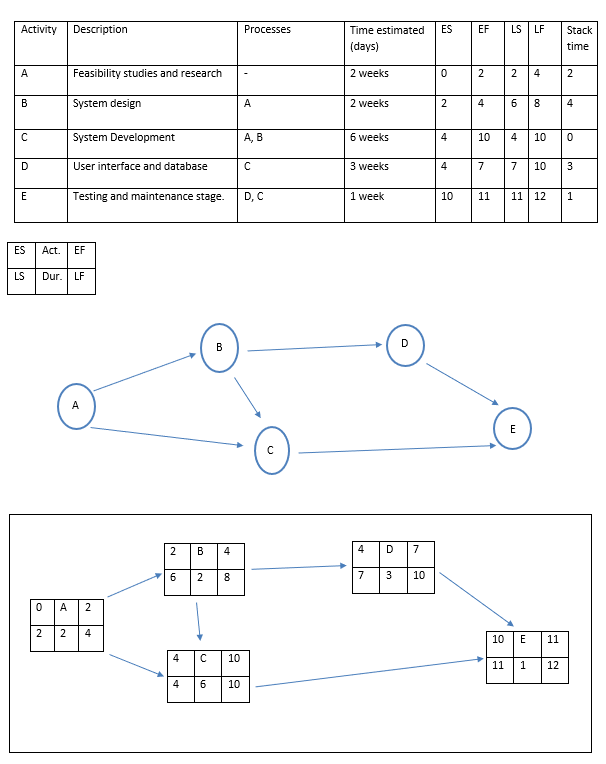 Activity Description Processes Time estimated (days) ES EF LS LF Stack time
A Feasibility studies and research - 2 weeks 0 2 2 4 2
B System design A 2 weeks 2 4 6 8 4
C System Development A, B 6 weeks 4 10 4 10 0
D User interface and database C 3 weeks 4 7 7 10 3
E Testing and maintenance stage. D, C 1 week 10 11 11 12 1
ES Act. EF
LS Dur. LF
B
D
A
E
C
2 B 4
6 2 8
4 D 7
7 3 10
0 A 2
2 2 4
10 E 11
11 1 12
4 C 10
4 6 10